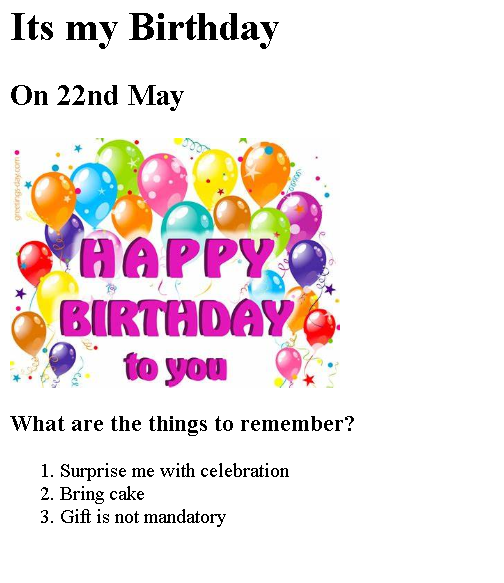 Its my Birthday
On 22nd May
greetings-day.com
HAPPY
BIRTHDAY
to you
What are the things to remember?
1. Surprise me with celebration
2. Bring cake
3. Gift is not mandatory